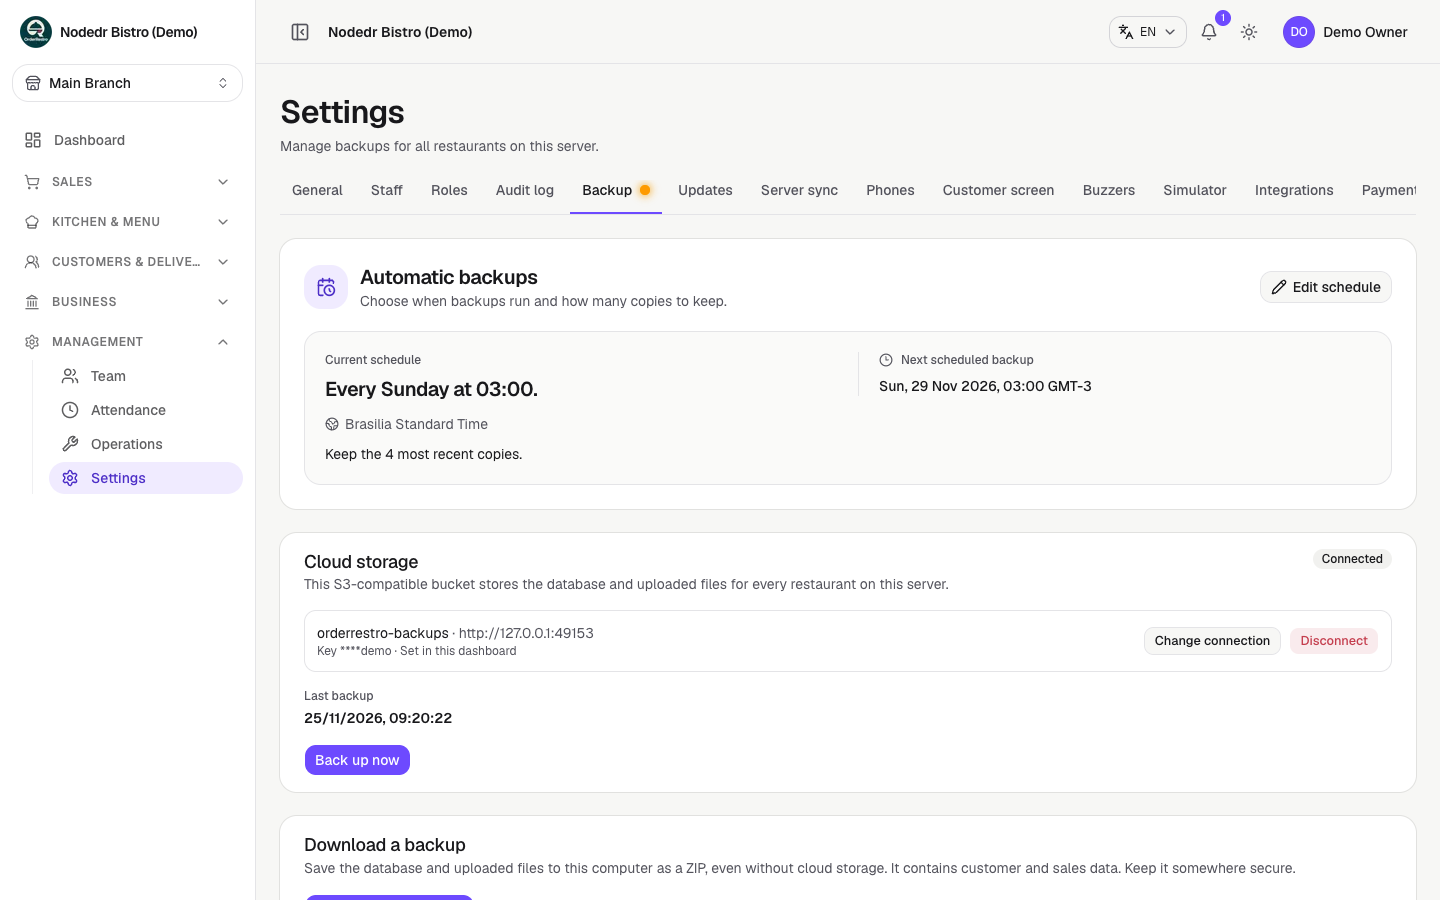 Nodedr Bistro (Demo)
Main Branch
Dashboard
SALES
KITCHEN & MENU
CUSTOMERS & DELIVE…
BUSINESS
MANAGEMENT
Team
Attendance
Operations
Settings
Nodedr Bistro (Demo)
EN
1
DO
Demo Owner
Settings
Manage backups for all restaurants on this server.
General Staff Roles Audit log Backup Updates Server sync Phones Customer screen Buzzers Simulator Integrations Payment
Automatic backups
Choose when backups run and how many copies to keep.
Edit schedule
Current schedule
Every Sunday at 03:00.
Brasilia Standard Time
Keep the 4 most recent copies.
Next scheduled backup
Sun, 29 Nov 2026, 03:00 GMT-3
Cloud storage
Connected
This S3-compatible bucket stores the database and uploaded files for every restaurant on this server.
orderrestro-backups · http://127.0.0.1:49153
Key ****demo · Set in this dashboard
Change connection
Disconnect
Last backup
25/11/2026, 09:20:22
Back up now
Download a backup
Save the database and uploaded files to this computer as a ZIP, even without cloud storage. It contains customer and sales data. Keep it somewhere secure.